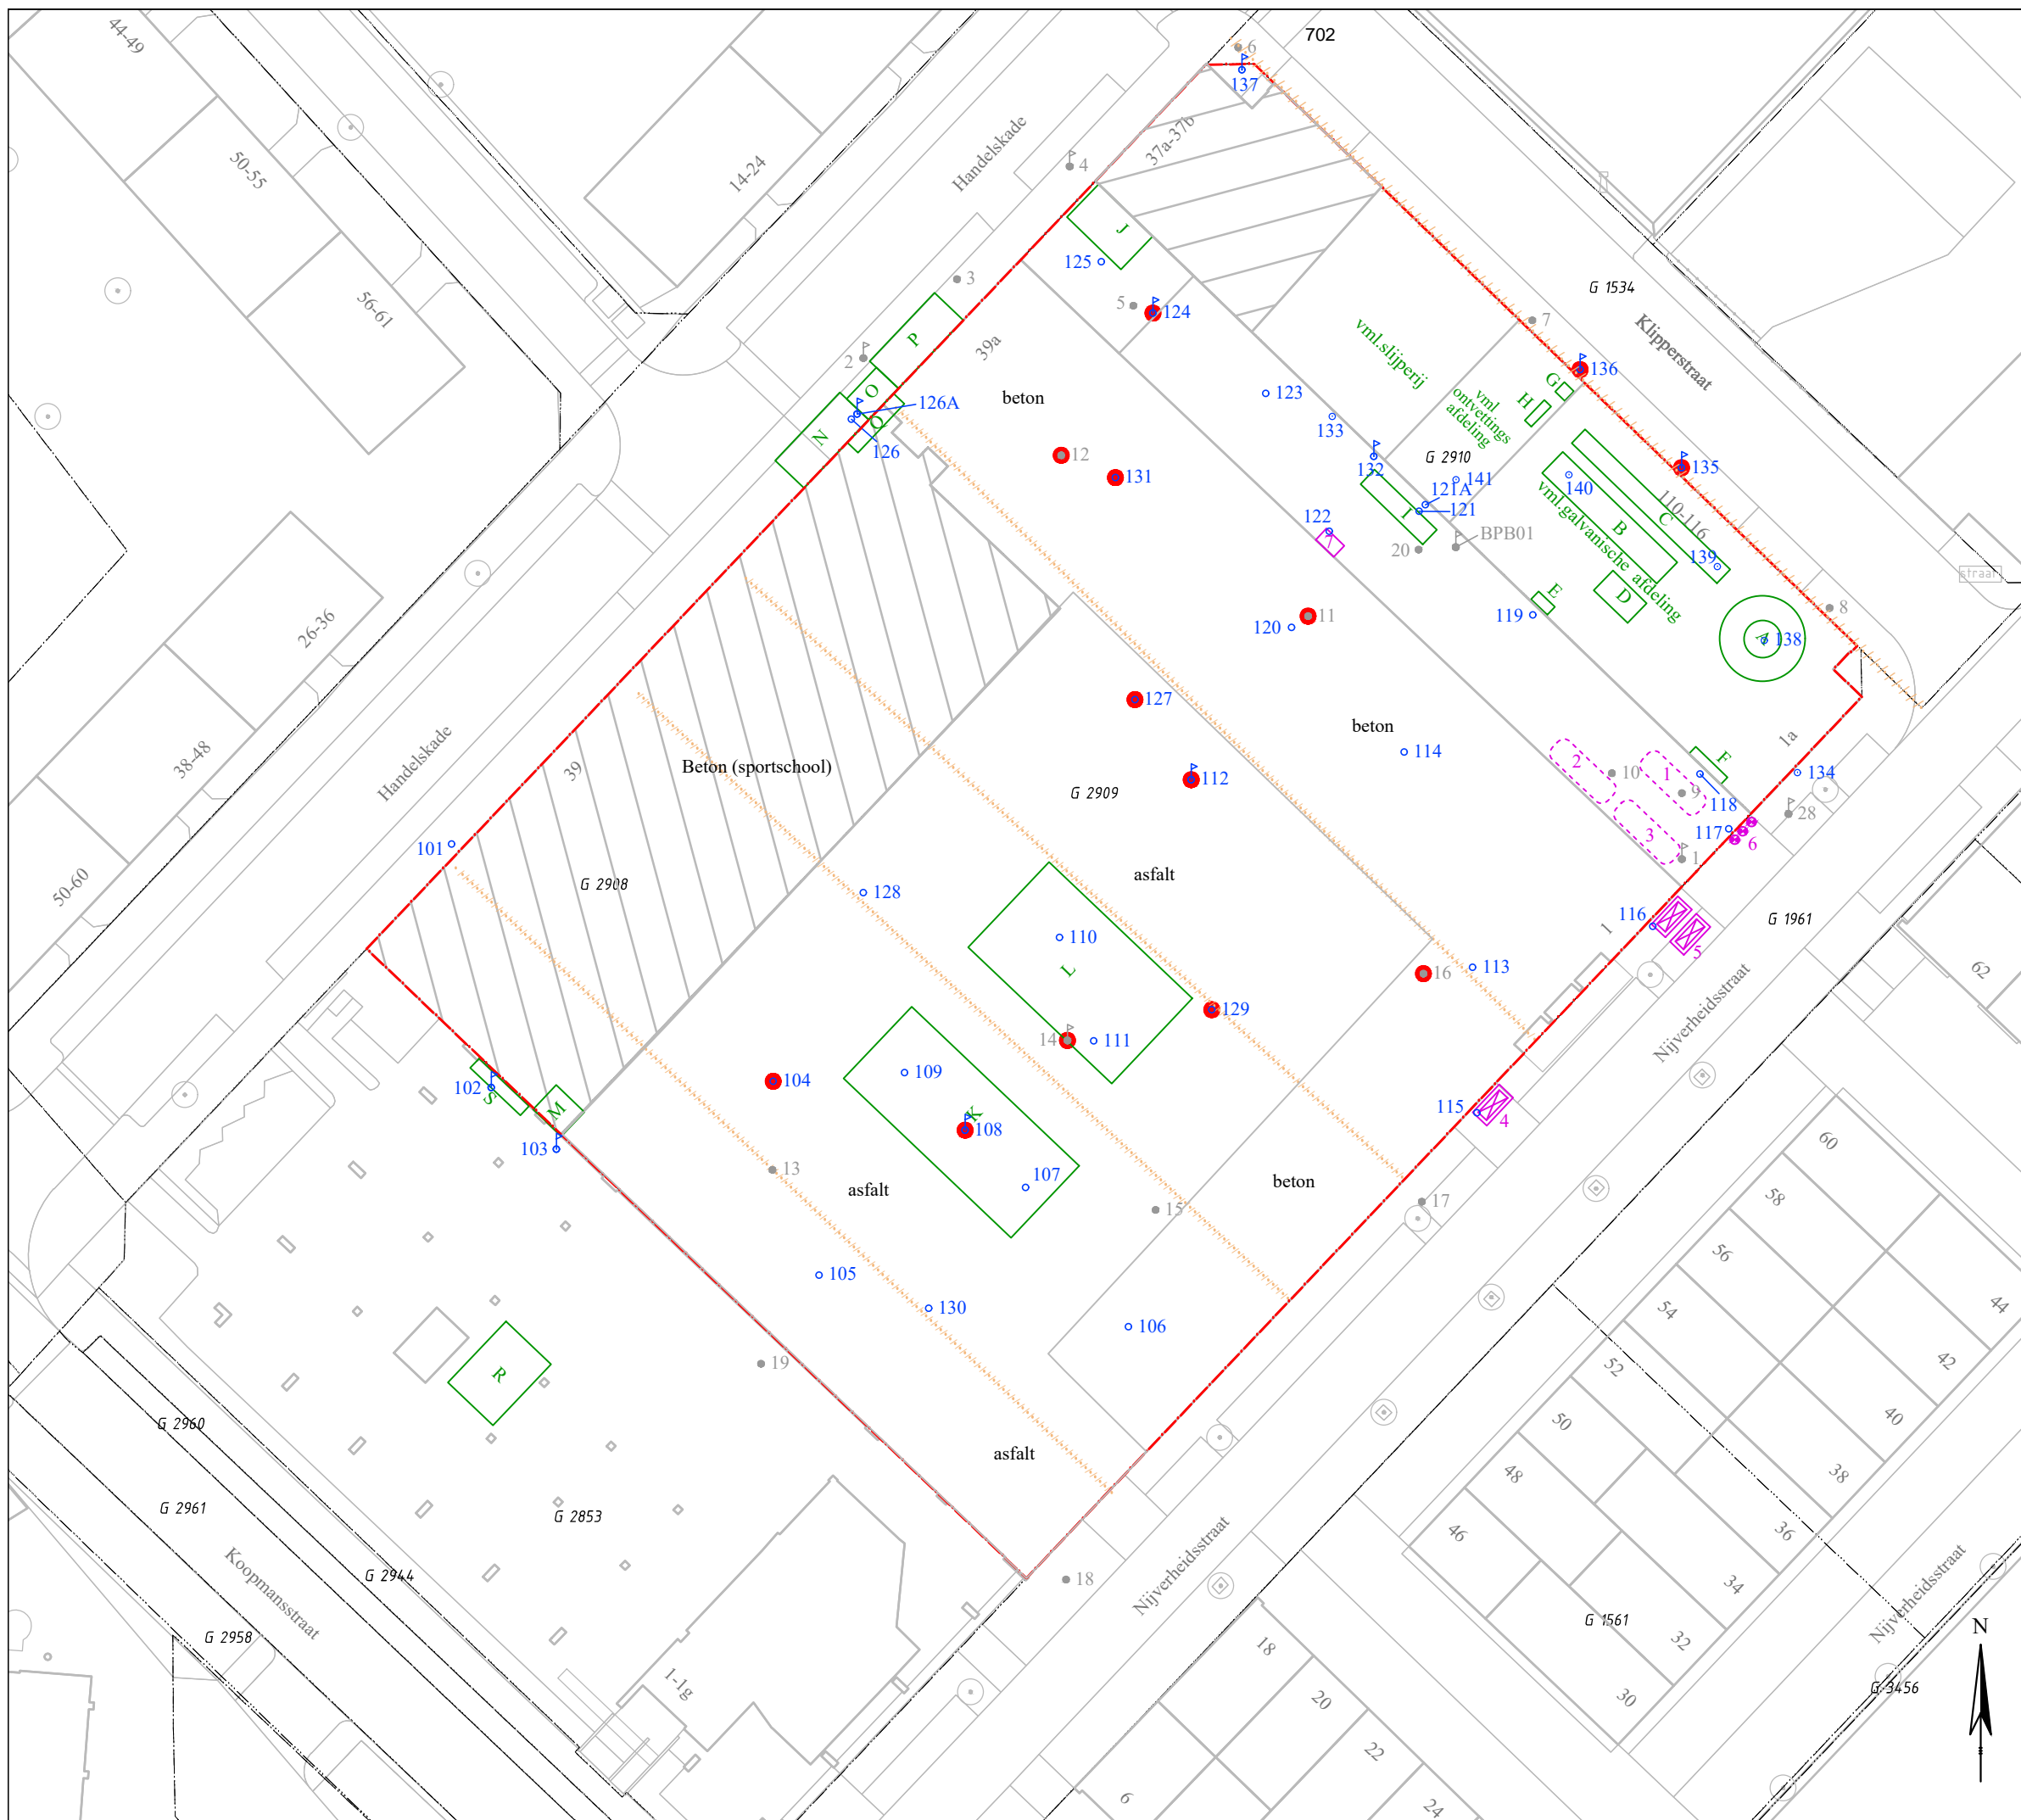 44-49
702
6
137
50-55
14-24
Handelskade
37a-37b
4
56-61
G 1534
Klipperstraat
J
125
3
5
124
7
P
39a
2
vml.slijperij
136
O
beton
126A
123
133
G
H
vml
ontvettings
afdeling
Q
N
126
12
131
132
G 2910
141
135
140
121A
121
110-116
C
B
I
122
7
BPB01
20
139
vml.galvanische afdeling
straat
26-36
E
D
11
120
119
8
A
138
38-48
Handelskade
39
Beton (sportschool)
127
beton
114
1a
F
112
G 2909
2
10
1
9
134
118
28
101
3
117
6
1
50-60
G 2908
128
asfalt
116
G 1961
1
5
110
L
113
16
62
129
Nijverheidsstraat
14
111
109
104
102
S
M
K
108
115
4
103
60
13
asfalt
107
beton
58
15
17
56
105
130
106
54
44
19
R
52
42
G 2960
50
40
asfalt
48
38
G 2961
G 2853
46
36
Koopmansstraat
G 2944
18
Nijverheidsstraat
34
Nijverheidsstraat
G 1561
G 2958
32
N
18
1-1g
30
G 3456
20
22
6
24